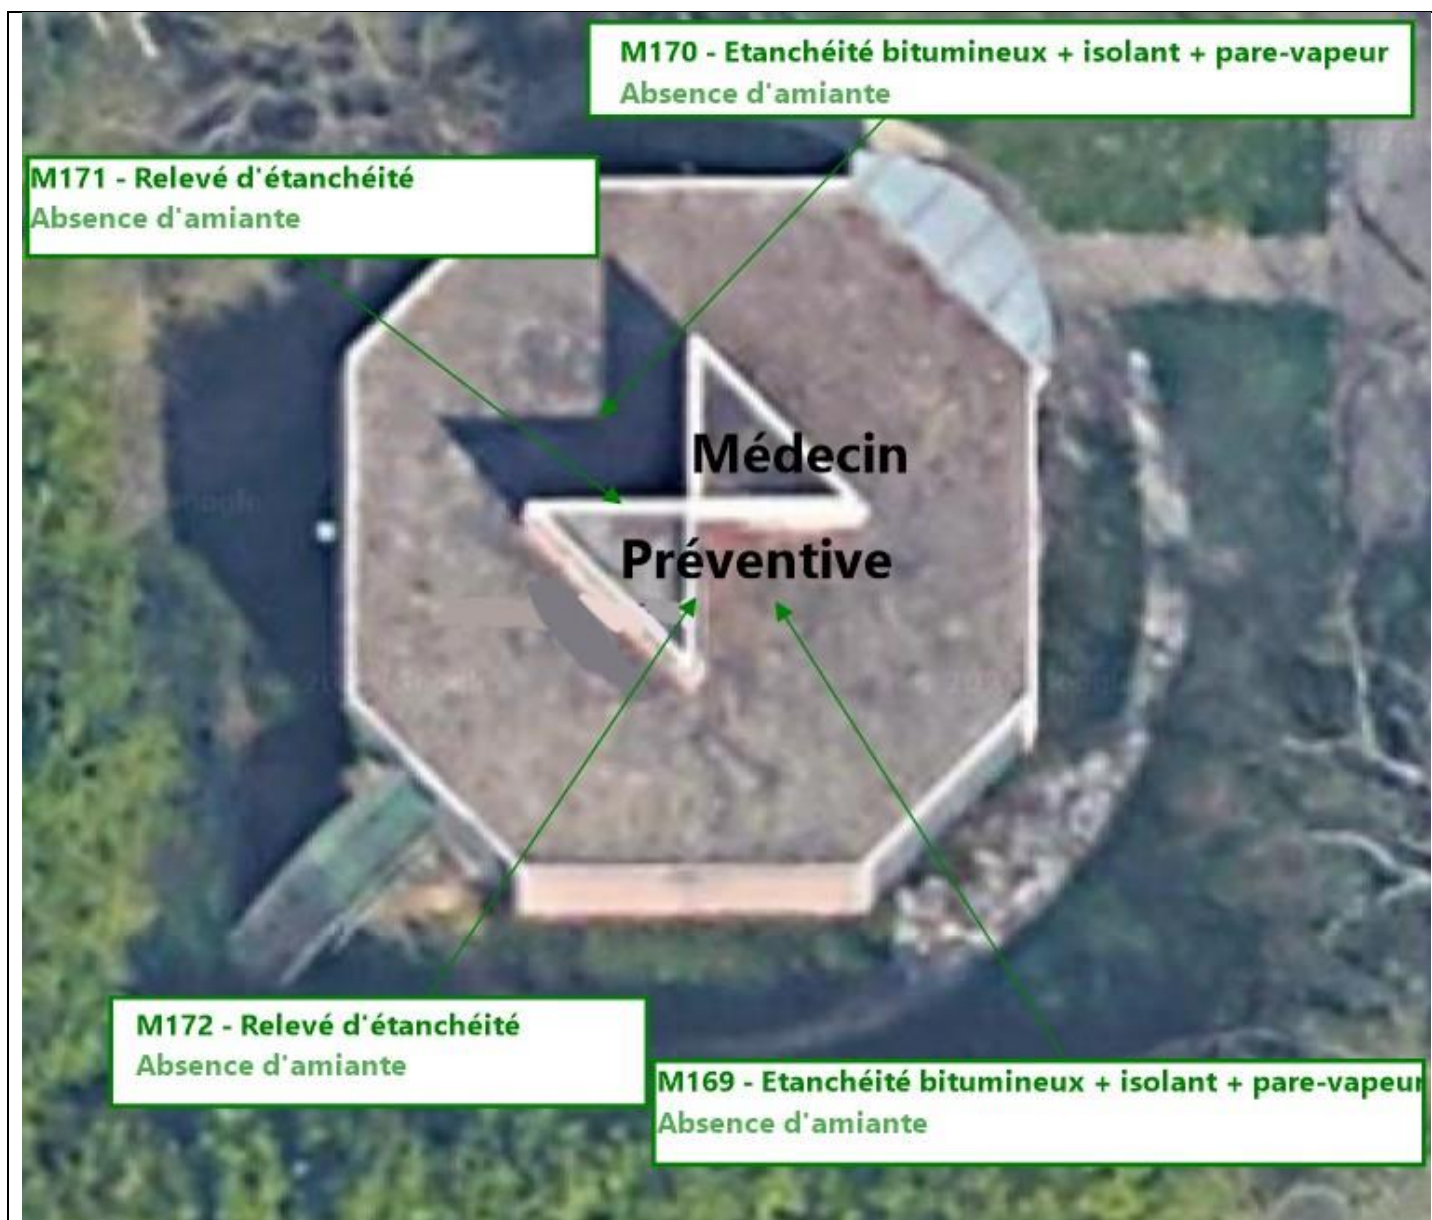 M170 - Etanchéité bitumineux + isolant + pare-vapeur
Absence d'amiante
M171 - Relevé d'étanchéité
Absence d'amiante
Médecin
Préventive
M172 - Relevé d'étanchéité
Absence d'amiante
M169 - Etanchéité bitumineux + isolant + pare-vapeur
Absence d'amiante